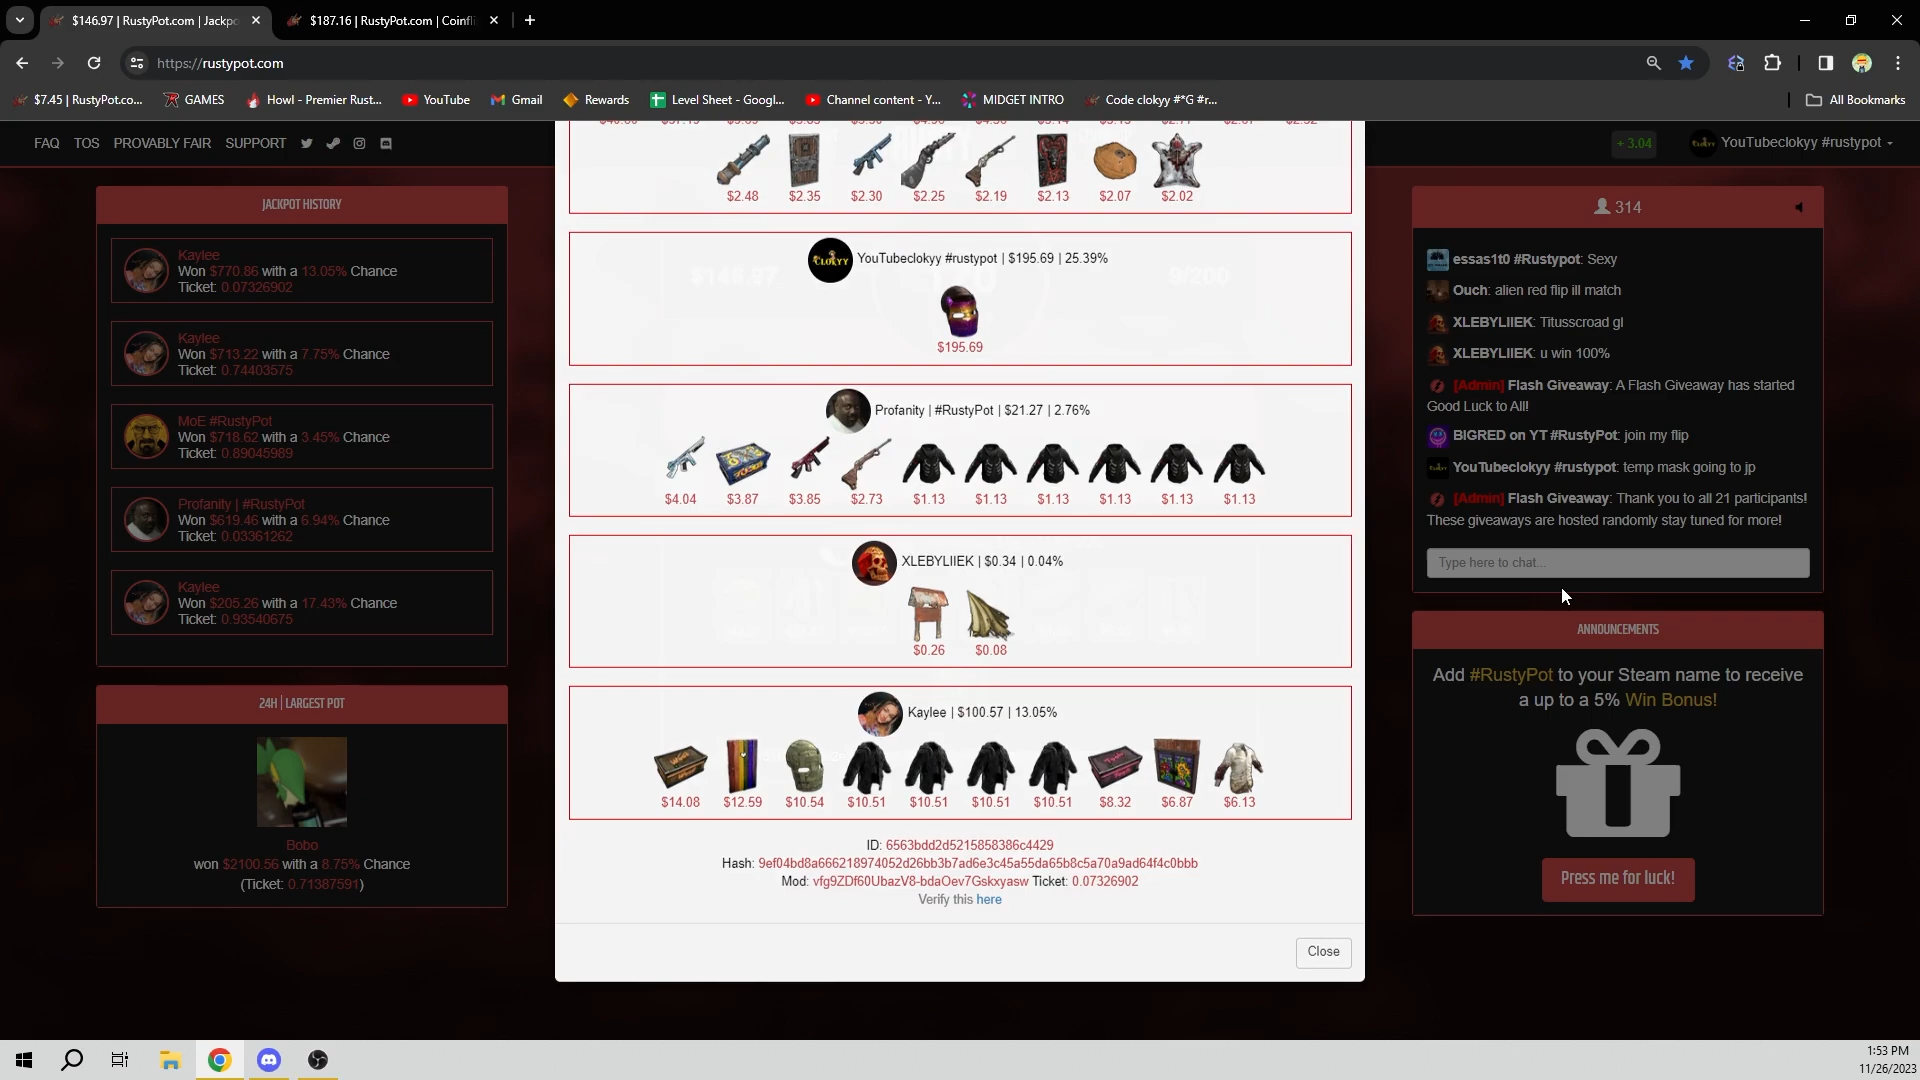 $146.97 | RustyPot.com | Jackpo
$187.16 | RustyPot.com | Coinfli
https://rustypot.com
$7.45 | RustyPot.co...
GAMES
Howl - Premier Rust...
YouTube
Gmail
Rewards
Level Sheet - Googl...
Channel content - Y...
MIDGET INTRO
Code clokyy #*G #r...
All Bookmarks
FAQ TOS PROVABLY FAIR SUPPORT
+ 3.04
YouTubeclokyy #rustypot
JACKPOT HISTORY
Kaylee
Won $770.86 with a 13.05% Chance
Ticket: 0.07326902
Kaylee
Won $713.22 with a 7.75% Chance
Ticket: 0.74403575
MoE #RustyPot
Won $718.62 with a 3.45% Chance
Ticket: 0.89045989
Profanity | #RustyPot
Won $619.46 with a 6.94% Chance
Ticket: 0.03361262
Kaylee
Won $205.26 with a 17.43% Chance
Ticket: 0.93540675
24H | LARGEST POT
Bobo
won $2100.56 with a 8.75% Chance
(Ticket: 0.71387591)
$2.48 $2.35 $2.30 $2.25 $2.19 $2.13 $2.07 $2.02
CLOKYY
YouTubeclokyy #rustypot | $195.69 | 25.39%
$146.97
9/200
$195.69
Profanity | #RustyPot | $21.27 | 2.76%
$4.04 $3.87 $3.85 $2.73 $1.13 $1.13 $1.13 $1.13 $1.13 $1.13
XLEBYLIIEK | $0.34 | 0.04%
$0.26 $0.08
Kaylee | $100.57 | 13.05%
$14.08 $12.59 $10.54 $10.51 $10.51 $10.51 $10.51 $8.32 $6.87 $6.13
ID: 6563bdd2d5215858386c4429
Hash: 9ef04bd8a666218974052d26bb3b7ad6e3c45a55da65b8c5a70a9ad64f4c0bbb
Mod: vfg9ZDf60UbazV8-bdaOev7Gskxyasw Ticket: 0.07326902
Verify this here
Close
314
essas1t0 #Rustypot: Sexy
Ouch: alien red flip ill match
XLEBYLIIEK: Titusscroad gl
XLEBYLIIEK: u win 100%
[Admin] Flash Giveaway: A Flash Giveaway has started
Good Luck to All!
BIGRED on YT #RustyPot: join my flip
YouTubeclokyy #rustypot: temp mask going to jp
[Admin] Flash Giveaway: Thank you to all 21 participants!
These giveaways are hosted randomly stay tuned for more!
Type here to chat...
ANNOUNCEMENTS
Add #RustyPot to your Steam name to receive
a up to a 5% Win Bonus!
Press me for luck!
1:53 PM
11/26/2023